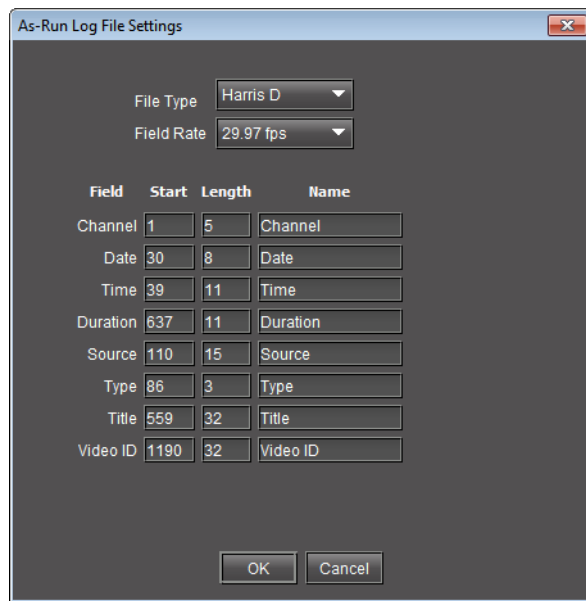 As-Run Log File Settings
File Type Harris D
Field Rate 29.97 fps
Field Start Length Name
Channel 1 5 Channel
Date 30 8 Date
Time 39 11 Time
Duration 637 11 Duration
Source 110 15 Source
Type 86 3 Type
Title 559 32 Title
Video ID 1190 32 Video ID
OK Cancel